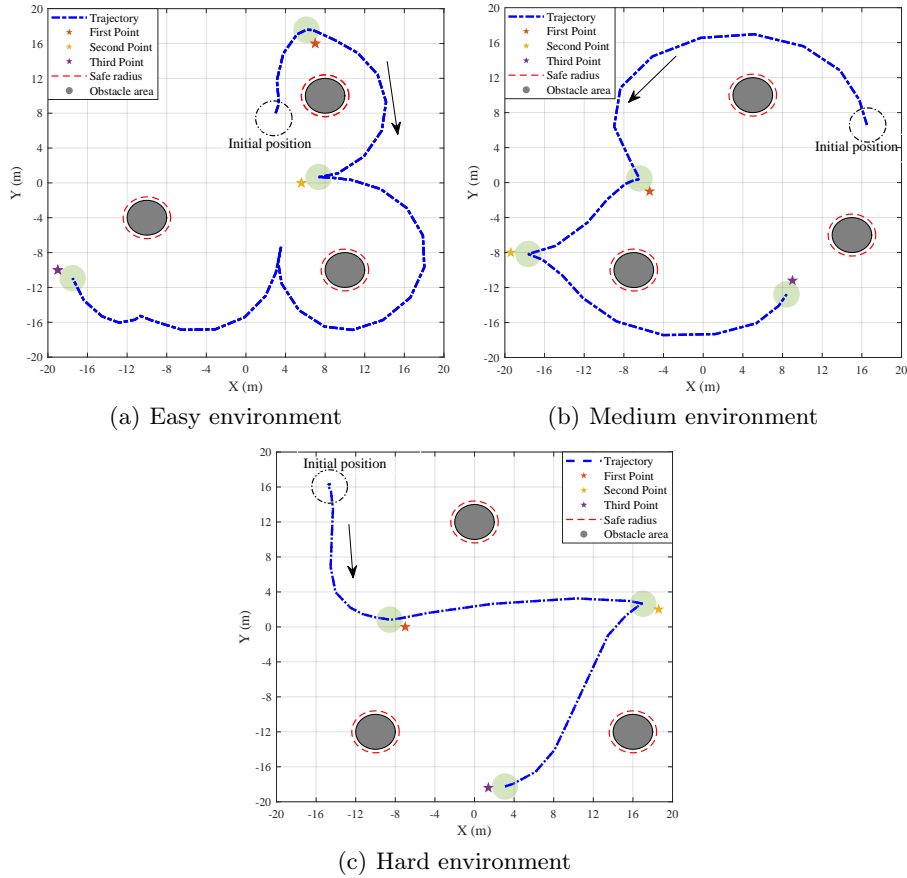 20
16
12
8
4
0
-4
-8
-12
-16
-20
Y (m)
Trajectory
First Point
Second Point
Third Point
Safe radius
Obstacle area
Initial position
-20 -16 -12 -8 -4 0 4 8 12 16 20
X (m)
(a) Easy environment
20
16
12
8
4
0
-4
-8
-12
-16
-20
Y (m)
Trajectory
First Point
Second Point
Third Point
Safe radius
Obstacle area
Initial position
-20 -16 -12 -8 -4 0 4 8 12 16 20
X (m)
(b) Medium environment
20
16
12
8
4
0
-4
-8
-12
-16
-20
Y (m)
Initial position
Trajectory
First Point
Second Point
Third Point
Safe radius
Obstacle area
-20 -16 -12 -8 -4 0 4 8 12 16 20
X (m)
(c) Hard environment